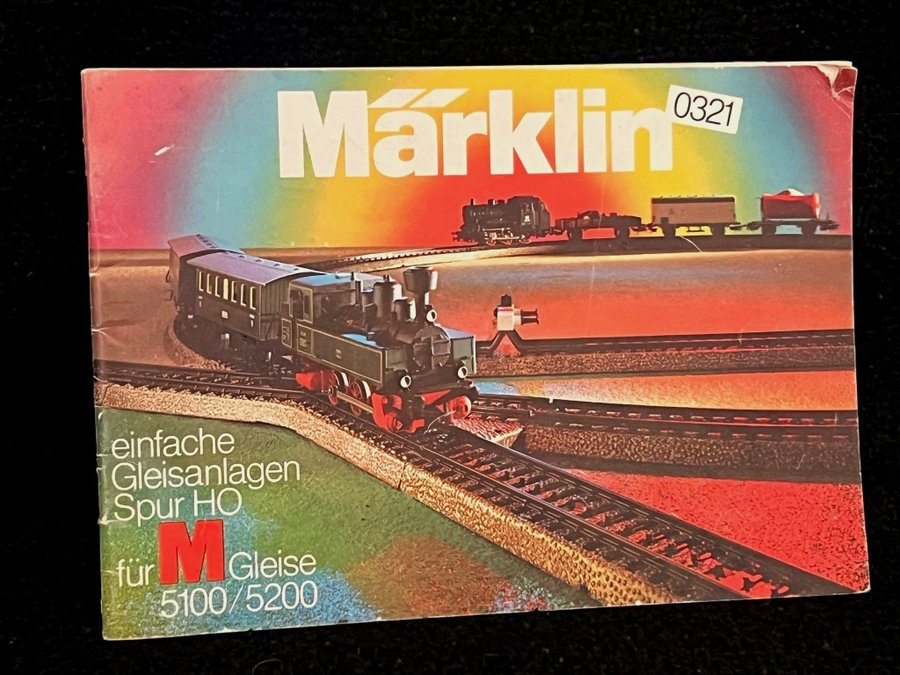 Märklin
0321
einfache
Gleisanlagen
Spur HO
für M Gleise
5100/5200